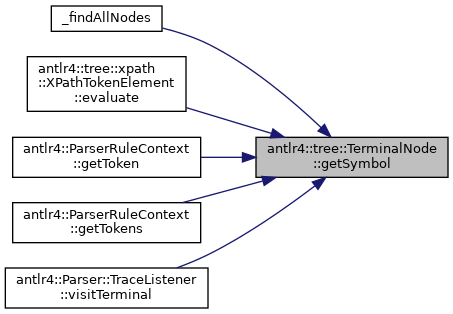 _findAllNodes
antlr4::tree::xpath
::XPathTokenElement
::evaluate
antlr4::ParserRuleContext
::getToken
antlr4::tree::TerminalNode
::getSymbol
antlr4::ParserRuleContext
::getTokens
antlr4::Parser::TraceListener
::visitTerminal